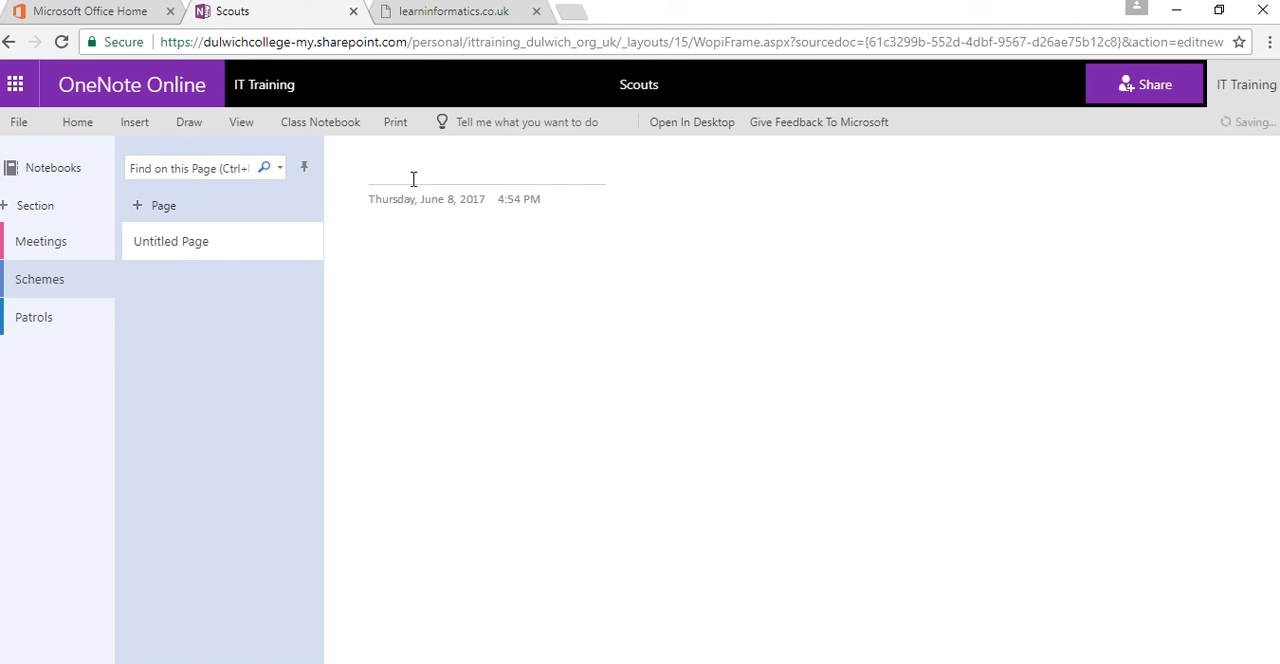 Microsoft Office Home
Scouts
learninformatics.co.uk
Secure
https://dulwichcollege-my.sharepoint.com/personal/ittraining_dulwich_org_uk/_layouts/15/WopiFrame.aspx?sourcedoc={61c3299b-552d-4dbf-9567-d26ae75b12c8}&action=editnew
OneNote Online
IT Training
Scouts
Share
IT Training
File
Home
Insert
Draw
View
Class Notebook
Print
Tell me what you want to do
Open In Desktop
Give Feedback To Microsoft
Saving...
Notebooks
Find on this Page (Ctrl+
+ Section
+ Page
Thursday, June 8, 2017 4:54 PM
Meetings
Untitled Page
Schemes
Patrols